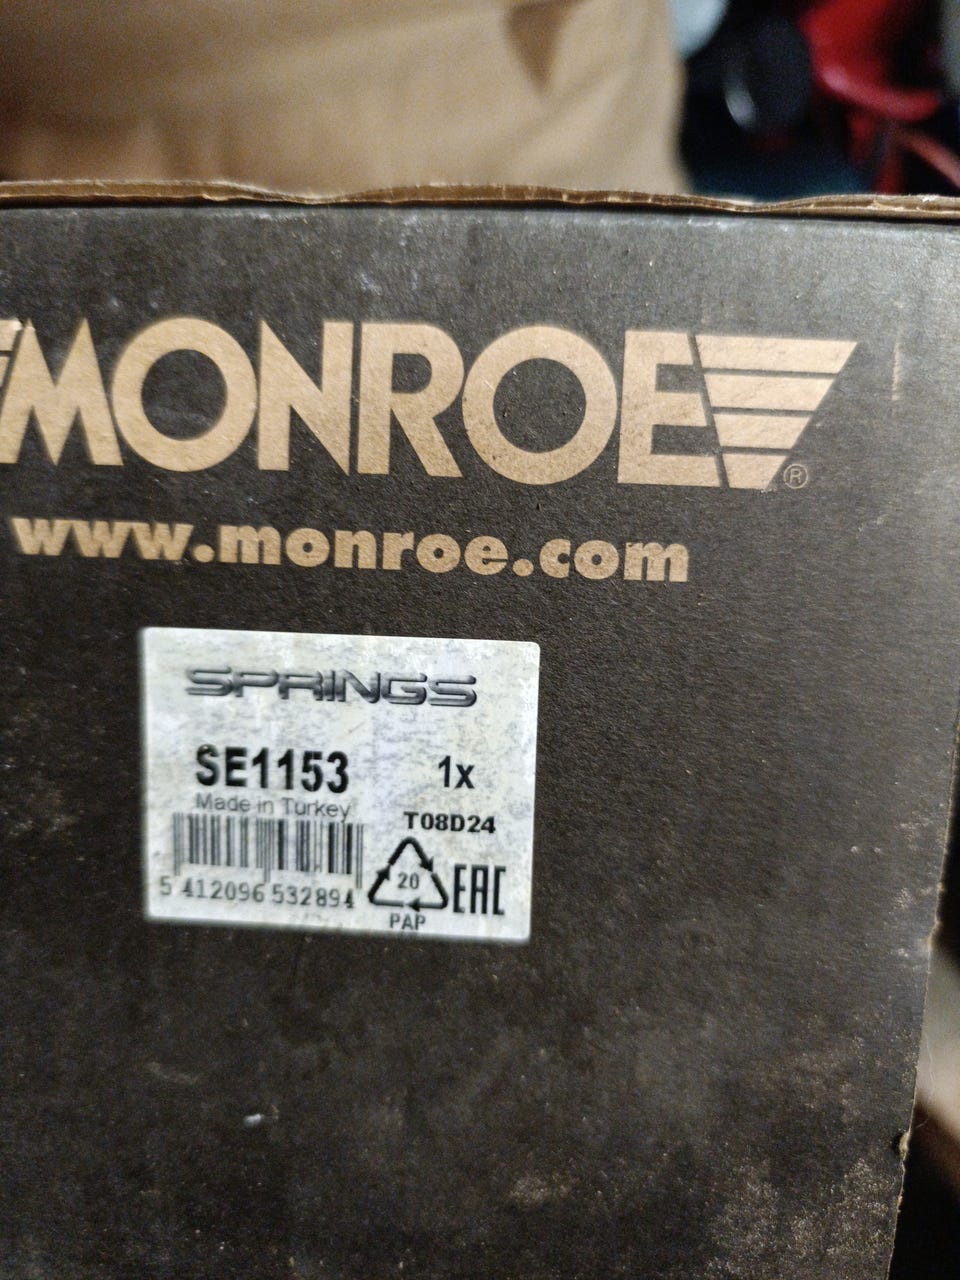 MONROE®
www.monroe.com
SPRINGS
SE1153 1x
Made in Turkey
T08D24
5 412096 532894
20
PAP
EAC